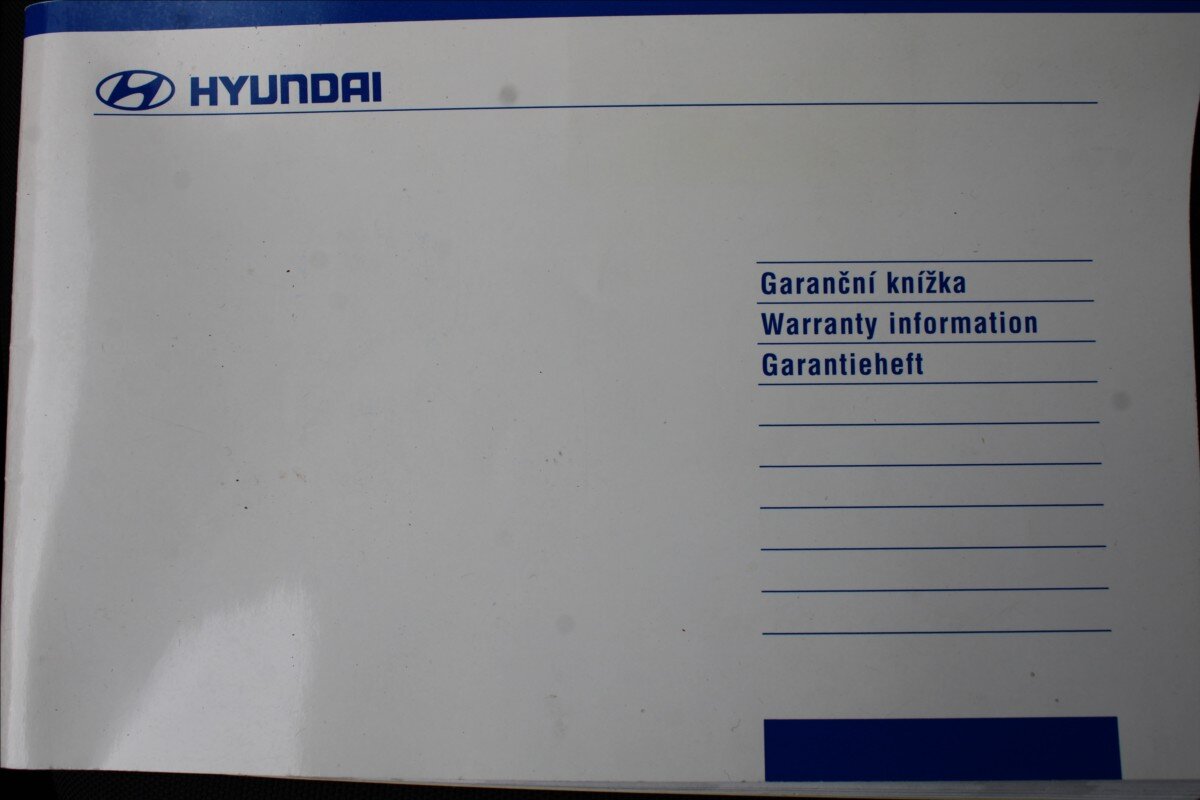 HYUNDAI
Garanční knížka
Warranty information
Garantieheft